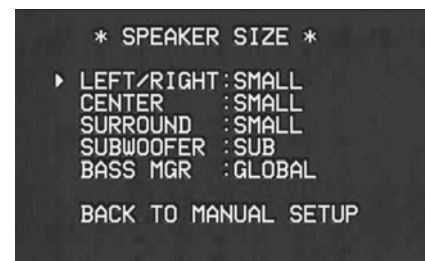 * SPEAKER SIZE *
LEFT/RIGHT:SMALL
CENTER :SMALL
SURROUND :SMALL
SUBWOOFER :SUB
BASS MGR :GLOBAL
BACK TO MANUAL SETUP